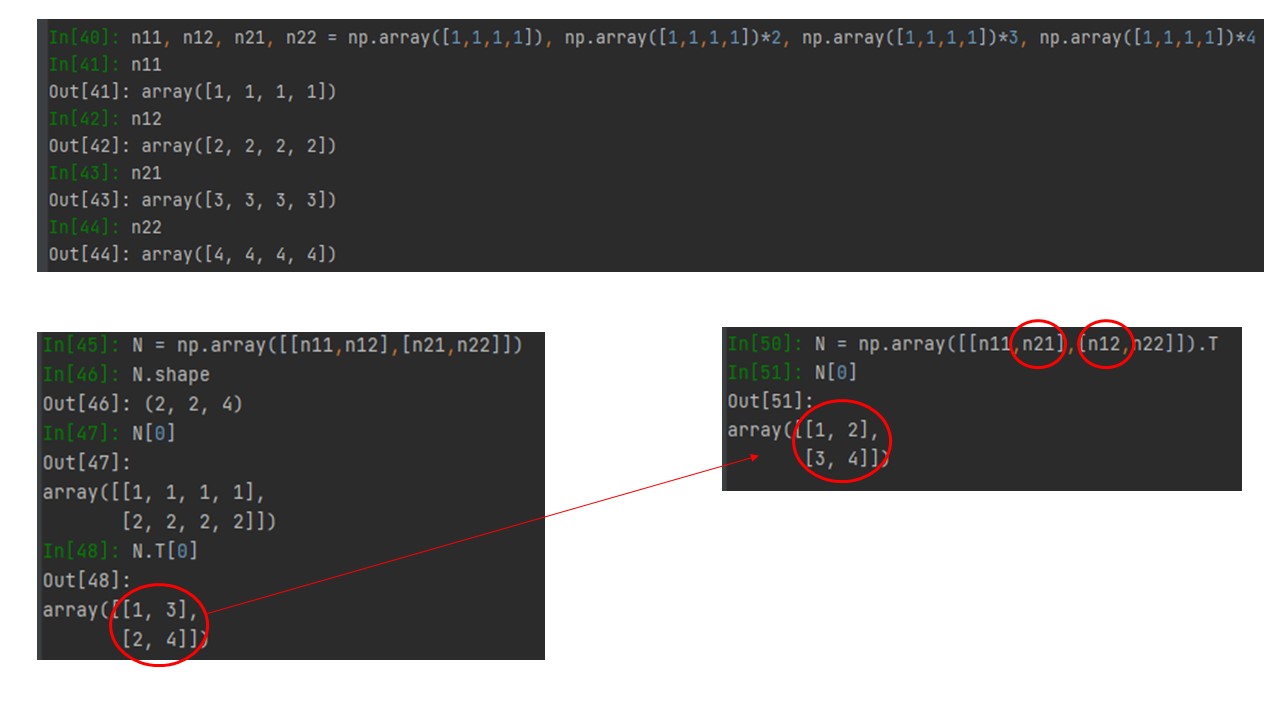 In[40]: n11, n12, n21, n22 = np.array([1,1,1,1]), np.array([1,1,1,1])*2, np.array([1,1,1,1])*3, np.array([1,1,1,1])*4
In[41]: n11
Out[41]: array([1, 1, 1, 1])
In[42]: n12
Out[42]: array([2, 2, 2, 2])
In[43]: n21
Out[43]: array([3, 3, 3, 3])
In[44]: n22
Out[44]: array([4, 4, 4, 4])
In[45]: N = np.array([[n11,n12],[n21,n22]])
In[46]: N.shape
Out[46]: (2, 2, 4)
In[47]: N[0]
Out[47]:
array([[1, 1, 1, 1],
[2, 2, 2, 2]])
In[48]: N.T[0]
Out[48]:
array([[1, 3],
[2, 4]])
In[50]: N = np.array([[n11,n21],[n12,n22]]).T
In[51]: N[0]
Out[51]:
array([[1, 2],
[3, 4]])